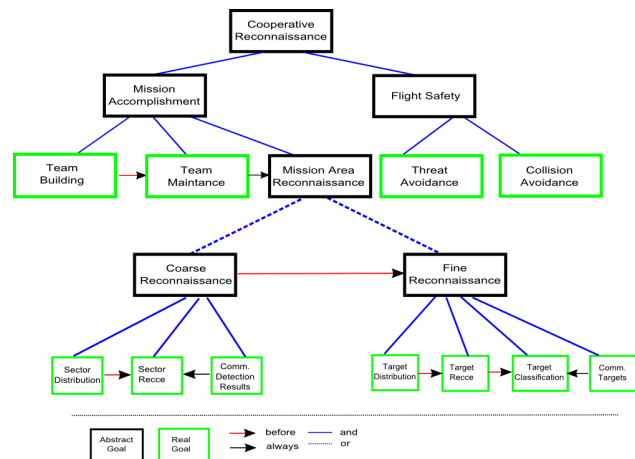 Cooperative
Reconnaissance
Mission
Accomplishment
Flight Safety
Team
Building
Team
Maintance
Mission Area
Reconnaissance
Threat
Avoidance
Collision
Avoidance
Coarse
Reconnaissance
Fine
Reconnaissance
Sector
Distribution
Sector
Recce
Comm.
Detection
Results
Target
Distribution
Target
Recce
Target
Classification
Comm.
Targets
Abstract
Goal
Real
Goal
before
always
and
or